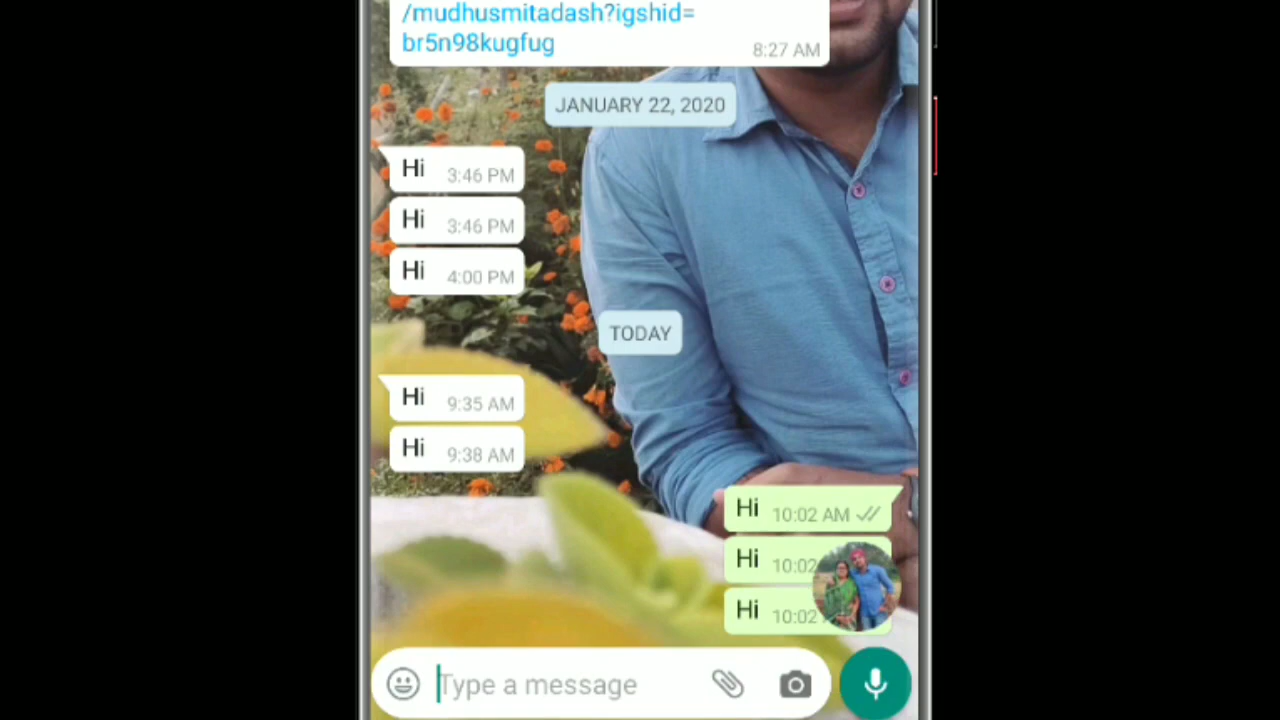 /mudhusmitadash?igshid=
br5n98kugfug
8:27 AM
JANUARY 22, 2020
Hi 3:46 PM
Hi 3:46 PM
Hi 4:00 PM
TODAY
Hi 9:35 AM
Hi 9:38 AM
Hi 10:02 AM
Hi 10:02
Hi 10:02
Type a message